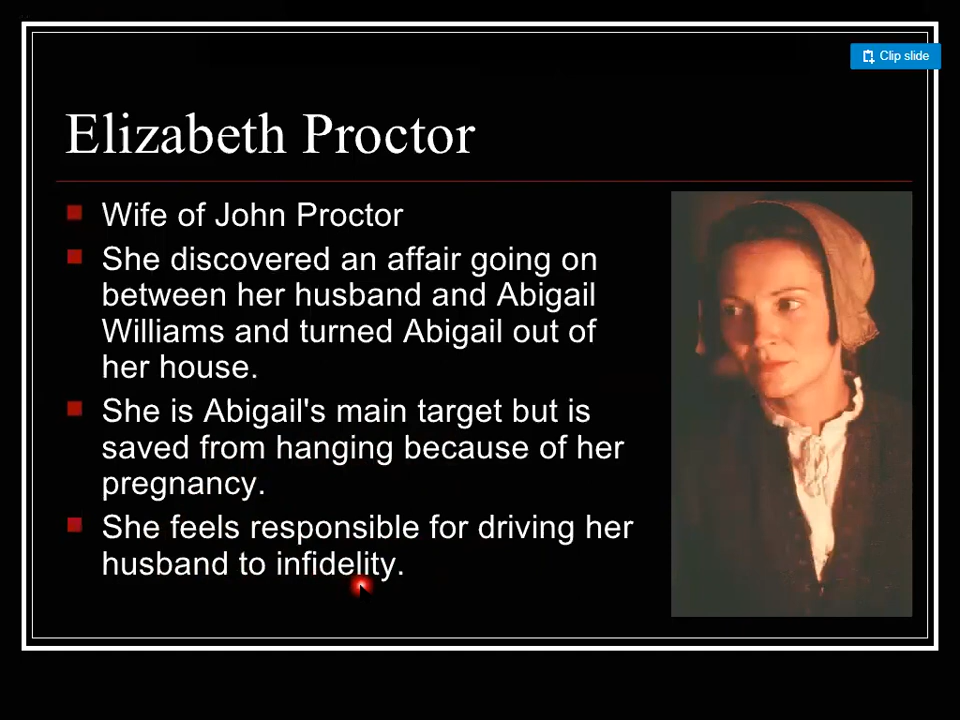 Clip slide
Elizabeth Proctor
Wife of John Proctor
She discovered an affair going on
between her husband and Abigail
Williams and turned Abigail out of
her house.
She is Abigail's main target but is
saved from hanging because of her
pregnancy.
She feels responsible for driving her
husband to infidelity.